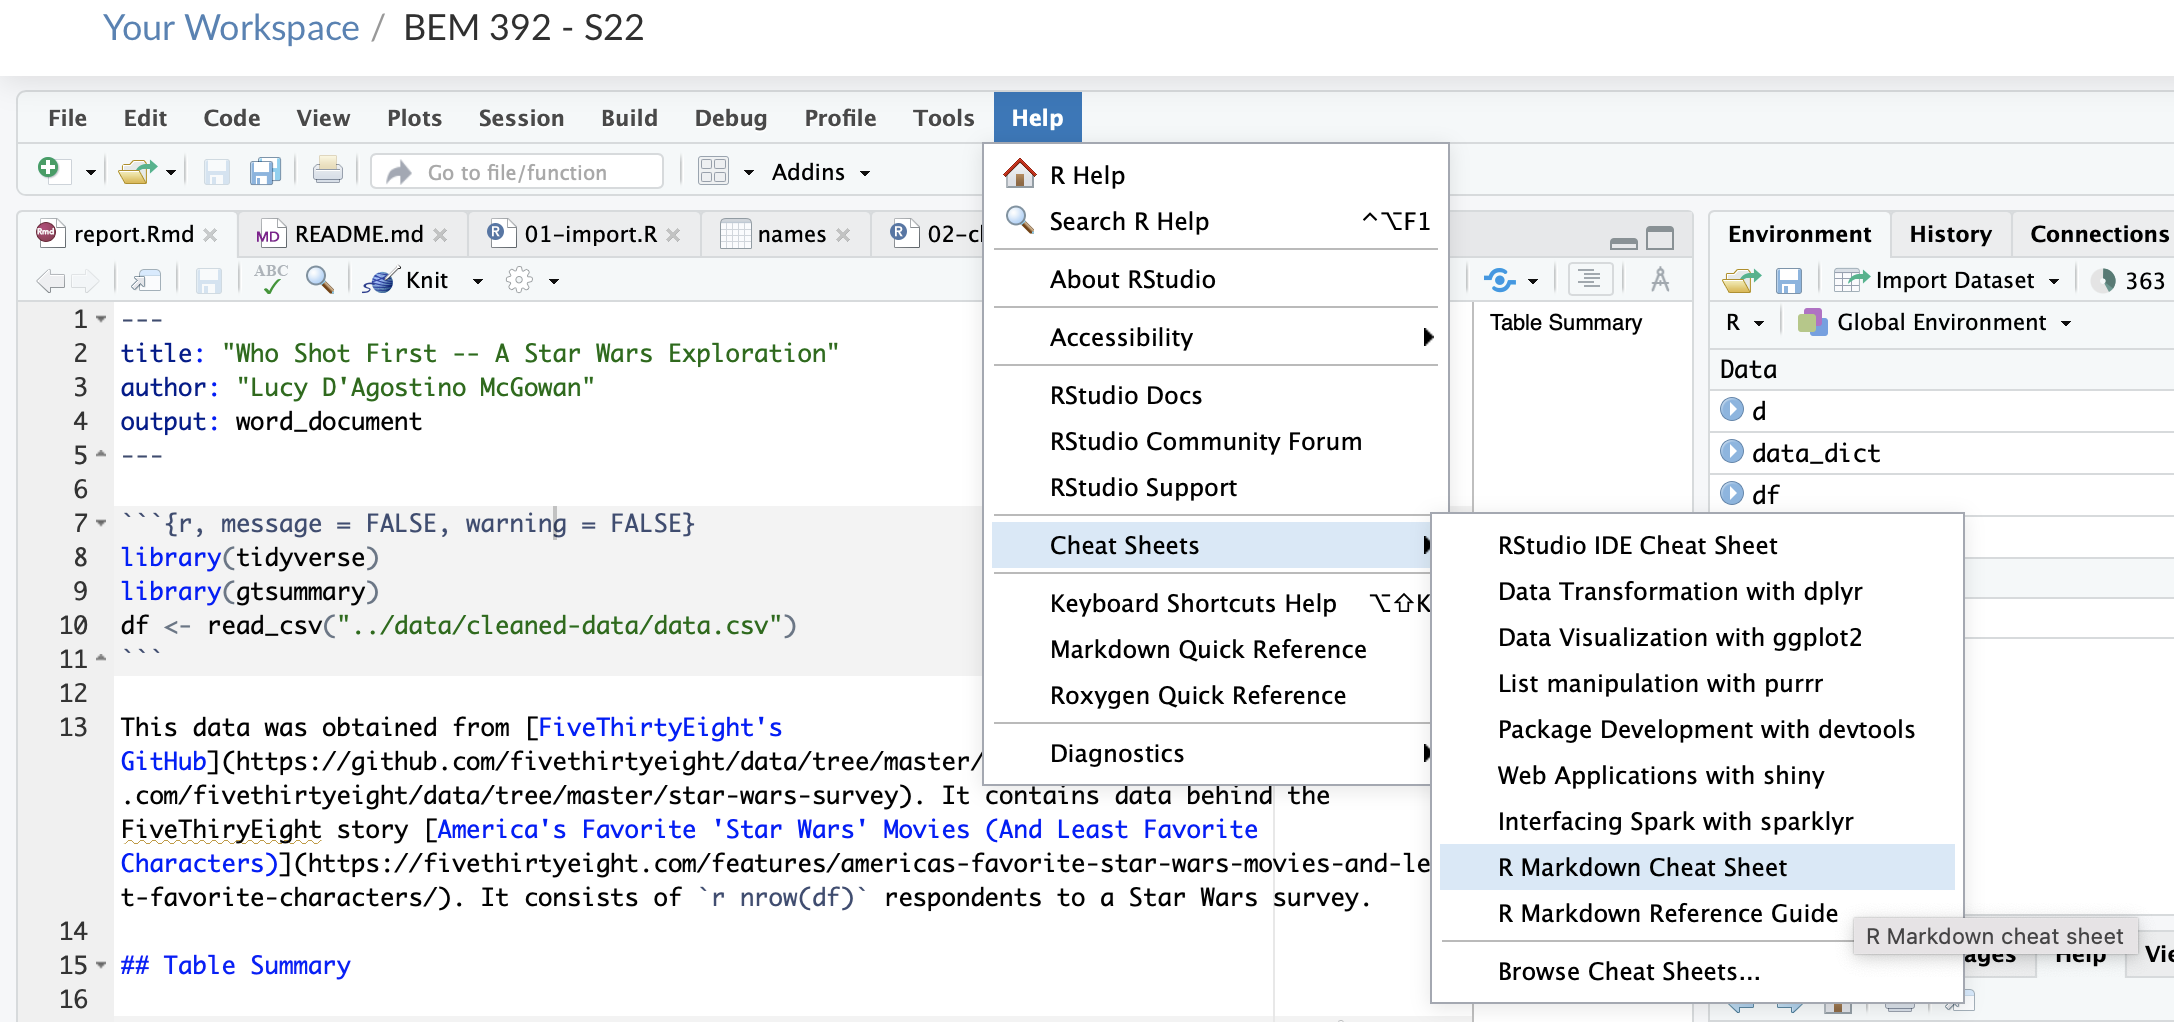 Your Workspace / BEM 392 - S22
File Edit Code View Plots Session Build Debug Profile Tools Help
Go to file/function Addins
report.Rmd README.md 01-import.R names
ABC Knit
1 ---
2 title: "Who Shot First -- A Star Wars Exploration"
3 author: "Lucy D'Agostino McGowan"
4 output: word_document
5 ---
6
7 ```{r, message = FALSE, warning = FALSE}
8 library(tidyverse)
9 library(gtsummary)
10 df <- read_csv("../data/cleaned-data/data.csv")
11 ```
12
13 This data was obtained from [FiveThirtyEight's
GitHub](https://github.com/fivethirtyeight/data/tree/master/
.com/fivethirtyeight/data/tree/master/star-wars-survey). It contains data behind the
FiveThiryEight story [America's Favorite 'Star Wars' Movies (And Least Favorite
Characters)](https://fivethirtyeight.com/features/americas-favorite-star-wars-movies-and-le
t-favorite-characters/). It consists of `r nrow(df)` respondents to a Star Wars survey.
14
15 ## Table Summary
16
R Help
Search R Help ^⌥F1
About RStudio
Accessibility
RStudio Docs
RStudio Community Forum
RStudio Support
Cheat Sheets
Keyboard Shortcuts Help ⌥⇧K
Markdown Quick Reference
Roxygen Quick Reference
Diagnostics
RStudio IDE Cheat Sheet
Data Transformation with dplyr
Data Visualization with ggplot2
List manipulation with purrr
Package Development with devtools
Web Applications with shiny
Interfacing Spark with sparklyr
R Markdown Cheat Sheet
R Markdown Reference Guide
Browse Cheat Sheets...
R Markdown cheat sheet
Table Summary
Environment History Connections
Import Dataset 363
R Global Environment
Data
d
data_dict
df
Help